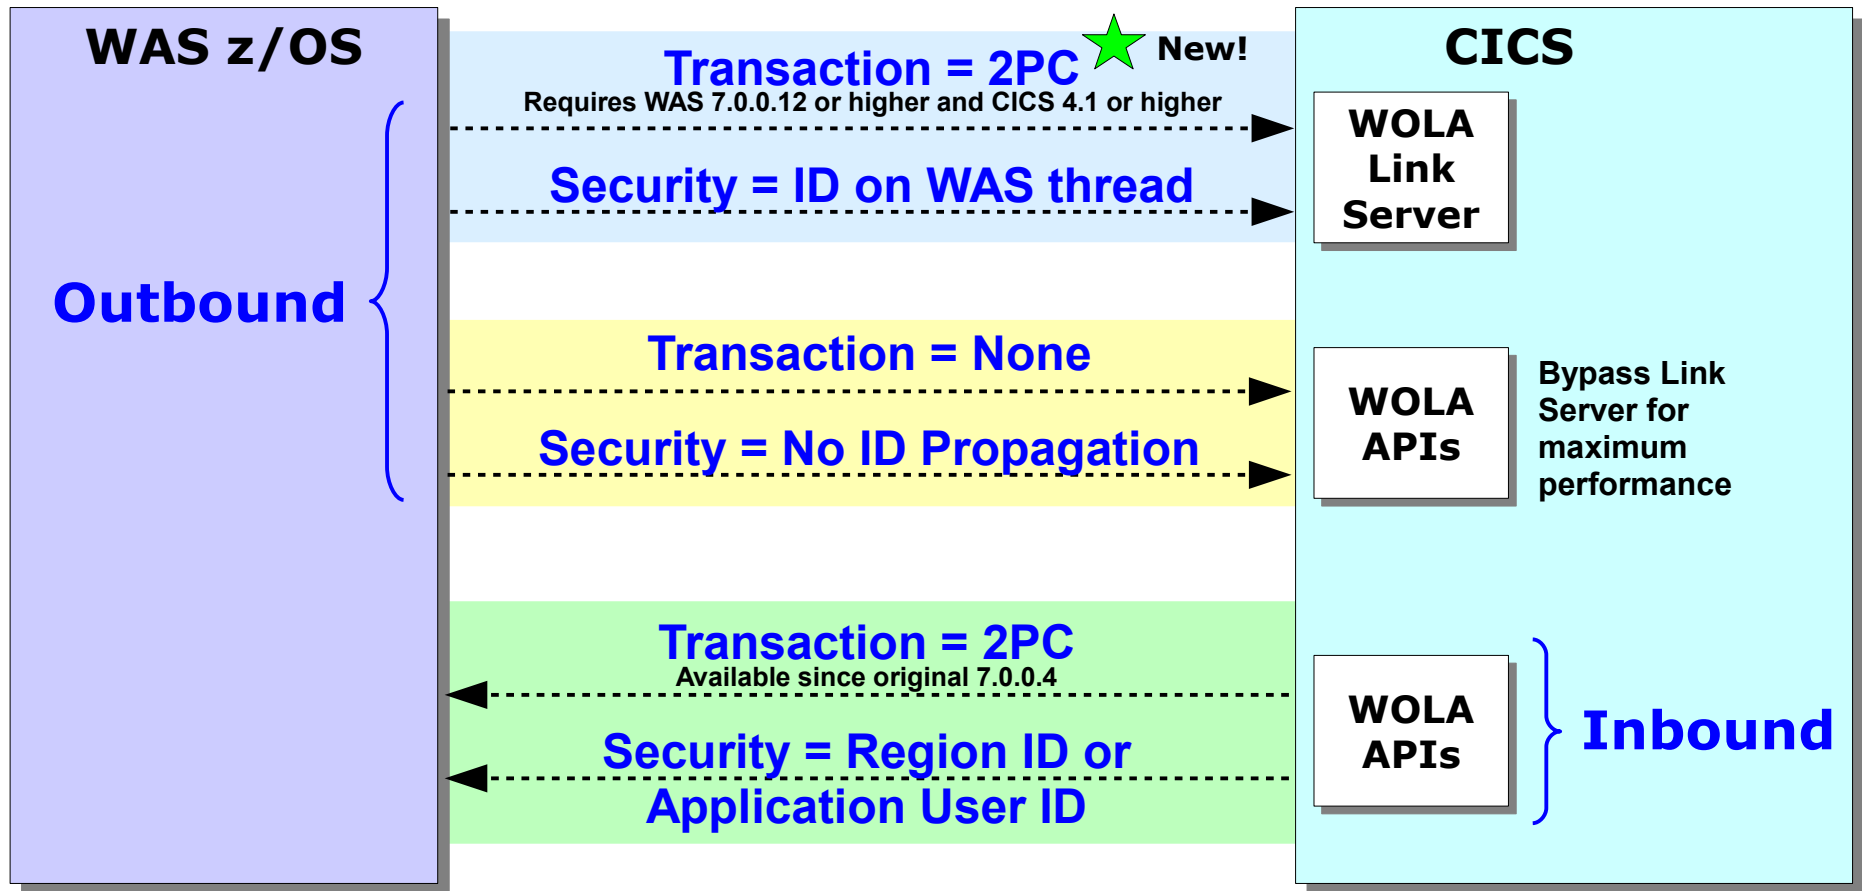 WAS z/OS
Outbound
Transaction = 2PC
New!
Requires WAS 7.0.0.12 or higher and CICS 4.1 or higher
Security = ID on WAS thread
Transaction = None
Security = No ID Propagation
Transaction = 2PC
Available since original 7.0.0.4
Security = Region ID or
Application User ID
CICS
WOLA
Link
Server
WOLA
APIs
Bypass Link
Server for
maximum
performance
WOLA
APIs
Inbound